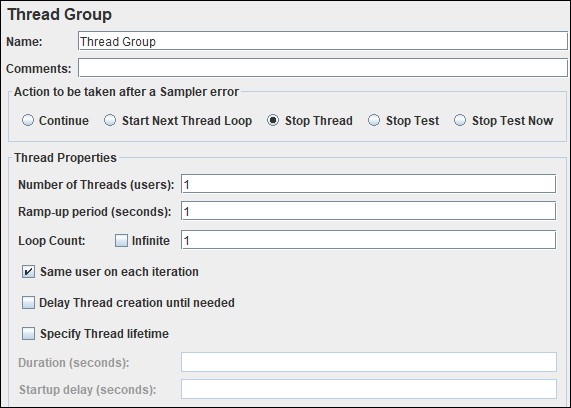 Thread Group
Name: Thread Group
Comments:
Action to be taken after a Sampler error
Continue Start Next Thread Loop Stop Thread Stop Test Stop Test Now
Thread Properties
Number of Threads (users): 1
Ramp-up period (seconds): 1
Loop Count: Infinite 1
Same user on each iteration
Delay Thread creation until needed
Specify Thread lifetime
Duration (seconds):
Startup delay (seconds):